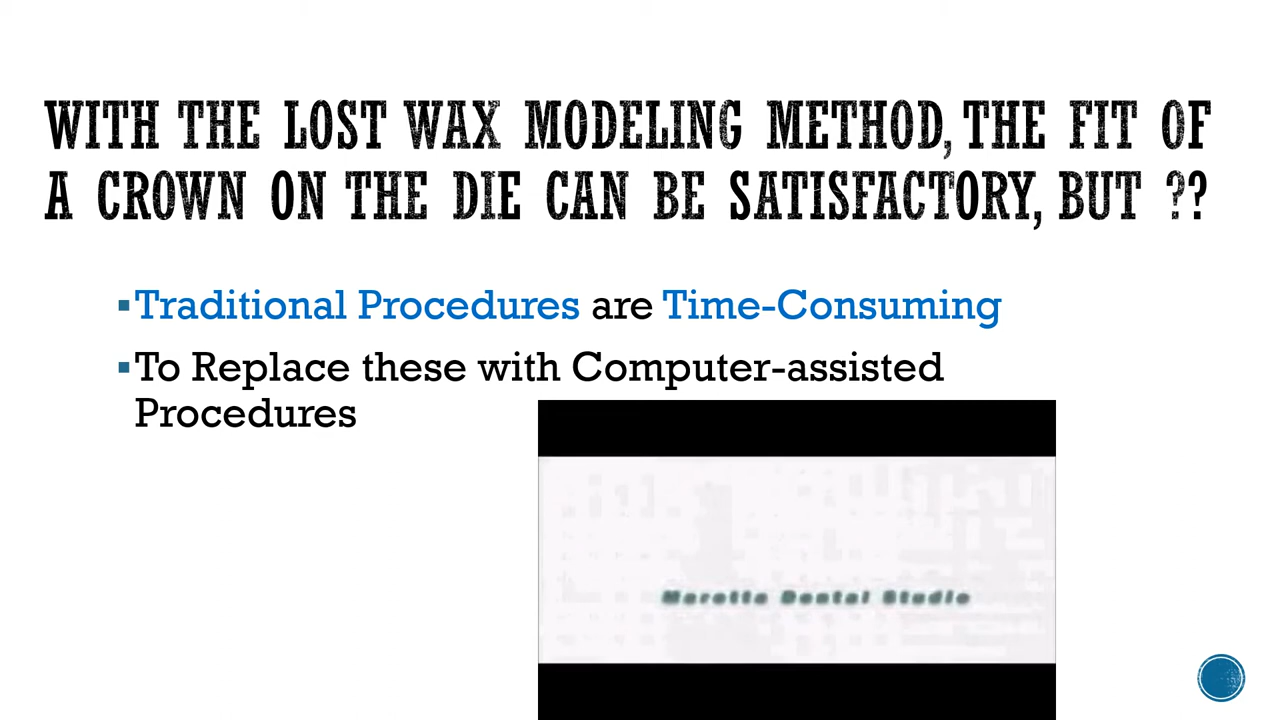 WITH THE LOST WAX MODELING METHOD, THE FIT OF
A CROWN ON THE DIE CAN BE SATISFACTORY, BUT ??
▪Traditional Procedures are Time-Consuming
▪To Replace these with Computer-assisted
Procedures
Dental Studio